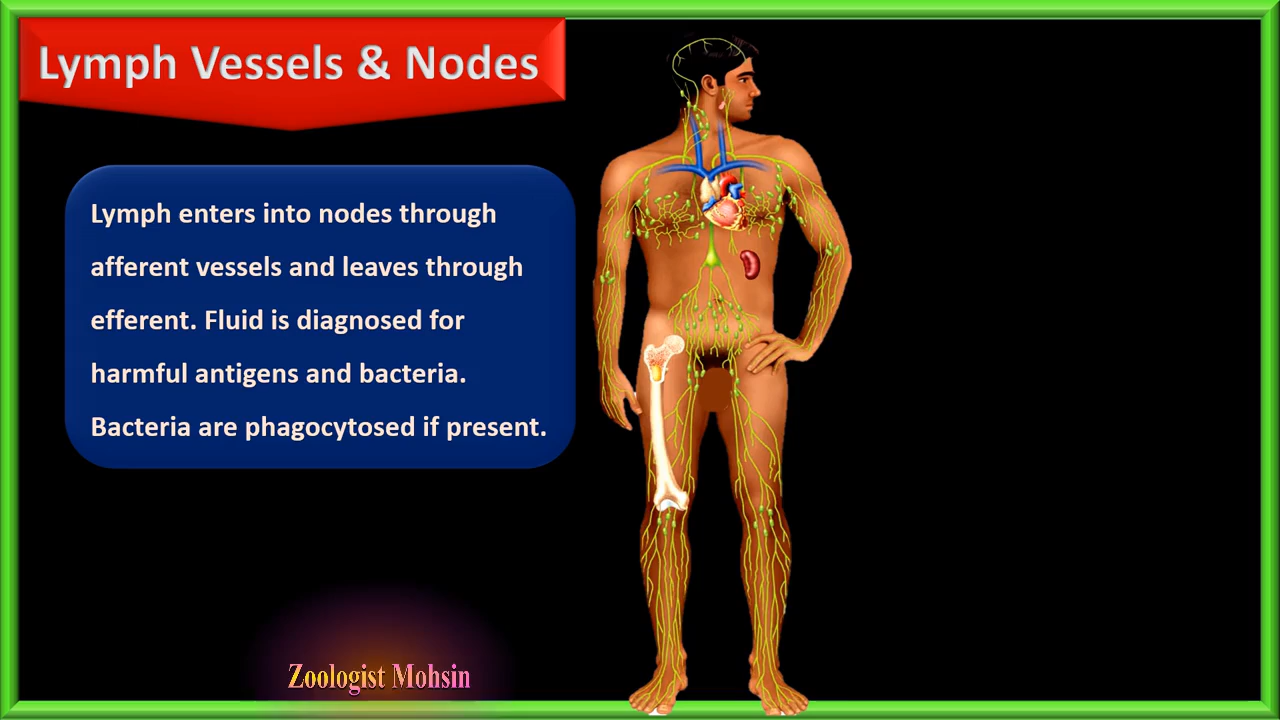 Lymph Vessels & Nodes
Lymph enters into nodes through
afferent vessels and leaves through
efferent. Fluid is diagnosed for
harmful antigens and bacteria.
Bacteria are phagocytosed if present.
Zoologist Mohsin